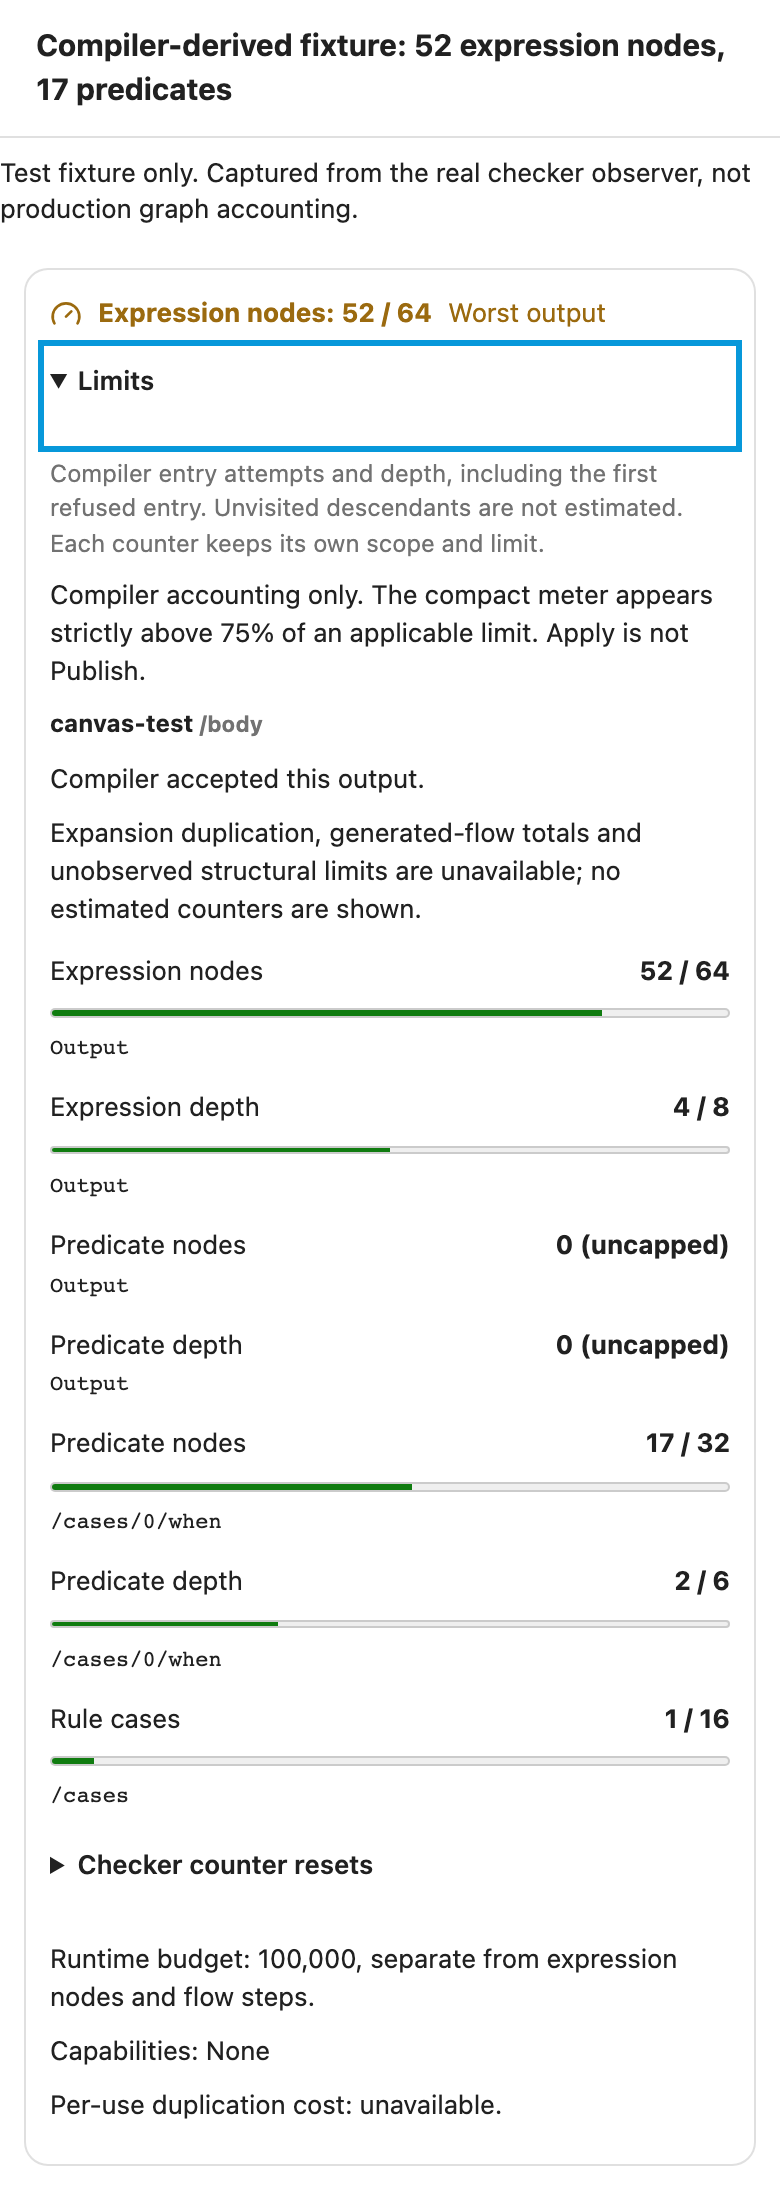 Compiler-derived fixture: 52 expression nodes,
17 predicates
Test fixture only. Captured from the real checker observer, not
production graph accounting.
Expression nodes: 52 / 64 Worst output
Limits
Compiler entry attempts and depth, including the first
refused entry. Unvisited descendants are not estimated.
Each counter keeps its own scope and limit.
Compiler accounting only. The compact meter appears
strictly above 75% of an applicable limit. Apply is not
Publish.
canvas-test /body
Compiler accepted this output.
Expansion duplication, generated-flow totals and
unobserved structural limits are unavailable; no
estimated counters are shown.
Expression nodes 52 / 64
Output
Expression depth 4 / 8
Output
Predicate nodes 0 (uncapped)
Output
Predicate depth 0 (uncapped)
Output
Predicate nodes 17 / 32
/cases/0/when
Predicate depth 2 / 6
/cases/0/when
Rule cases 1 / 16
/cases
Checker counter resets
Runtime budget: 100,000, separate from expression
nodes and flow steps.
Capabilities: None
Per-use duplication cost: unavailable.